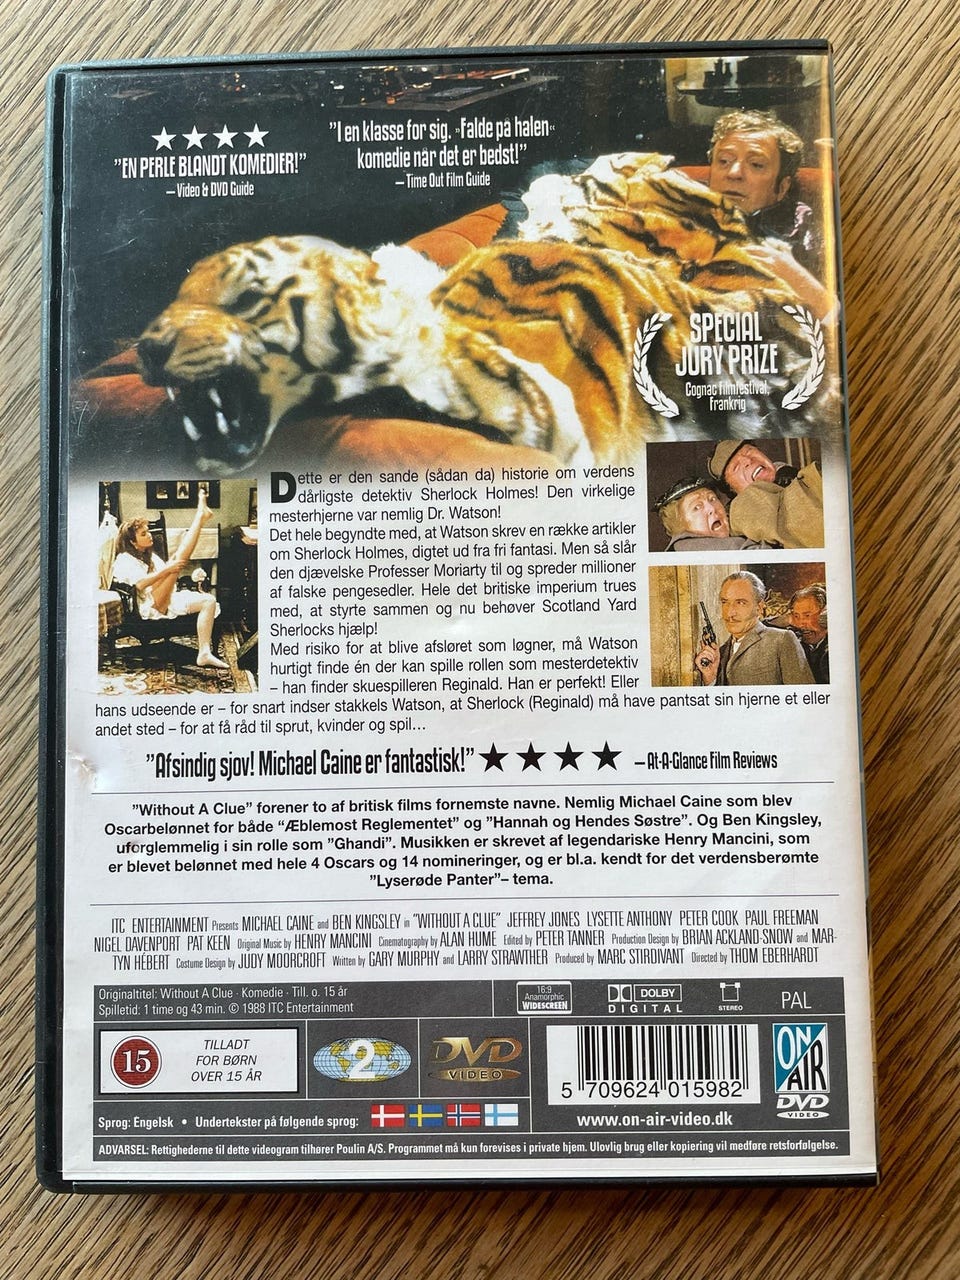 "EN PERLE BLANDT KOMEDIER!"
– Video & DVD Guide
"I en klasse for sig. »Falde på halen«
komedie når det er bedst!"
– Time Out Film Guide
SPECIAL
JURY PRIZE
Cognac filmfestival,
Frankrig
Dette er den sande (sådan da) historie om verdens
dårligste detektiv Sherlock Holmes! Den virkelige
mesterhjerne var nemlig Dr. Watson!
Det hele begyndte med, at Watson skrev en række artikler
om Sherlock Holmes, digtet ud fra fri fantasi. Men så slår
den djævelske Professer Moriarty til og spreder millioner
af falske pengesedler. Hele det britiske imperium trues
med, at styrte sammen og nu behøver Scotland Yard
Sherlocks hjælp!
Med risiko for at blive afsløret som løgner, må Watson
hurtigt finde én der kan spille rollen som mesterdetektiv
– han finder skuespilleren Reginald. Han er perfekt! Eller
hans udseende er – for snart indser stakkels Watson, at Sherlock (Reginald) må have pantsat sin hjerne et eller
andet sted – for at få råd til sprut, kvinder og spil...
"Afsindig sjov! Michael Caine er fantastisk!" ★ ★ ★ ★ – At-A-Glance Film Reviews
"Without A Clue" forener to af britisk films fornemste navne. Nemlig Michael Caine som blev
Oscarbelønnet for både "Æblemost Reglementet" og "Hannah og Hendes Søstre". Og Ben Kingsley,
uforglemmelig i sin rolle som "Ghandi". Musikken er skrevet af legendariske Henry Mancini, som
er blevet belønnet med hele 4 Oscars og 14 nomineringer, og er bl.a. kendt for det verdensberømte
"Lyserøde Panter"– tema.
ITC ENTERTAINMENT Presents MICHAEL CAINE and BEN KINGSLEY in "WITHOUT A CLUE" JEFFREY JONES LYSETTE ANTHONY PETER COOK PAUL FREEMAN
NIGEL DAVENPORT PAT KEEN Original Music by HENRY MANCINI Cinematography by ALAN HUME Edited by PETER TANNER Production Design by BRIAN ACKLAND-SNOW and MAR-
TYN HÉBERT Costume Design by JUDY MOORCROFT Written by GARY MURPHY and LARRY STRAWTHER Produced by MARC STIRDIVANT Directed by THOM EBERHARDT
Originaltitel: Without A Clue · Komedie · Till. o. 15 år
Spilletid: 1 time og 43 min. © 1988 ITC Entertainment
16:9
Anamorphic
WIDESCREEN
DOLBY
DIGITAL
STEREO
PAL
15
TILLADT
FOR BØRN
OVER 15 ÅR
2
DVD
VIDEO
5 709624 015982
ON
AIR
DVD
VIDEO
Sprog: Engelsk • Undertekster på følgende sprog:
www.on-air-video.dk
ADVARSEL: Rettighederne til dette videogram tilhører Poulin A/S. Programmet må kun forevises i private hjem. Ulovlig brug eller kopiering vil medføre retsforfølgelse.